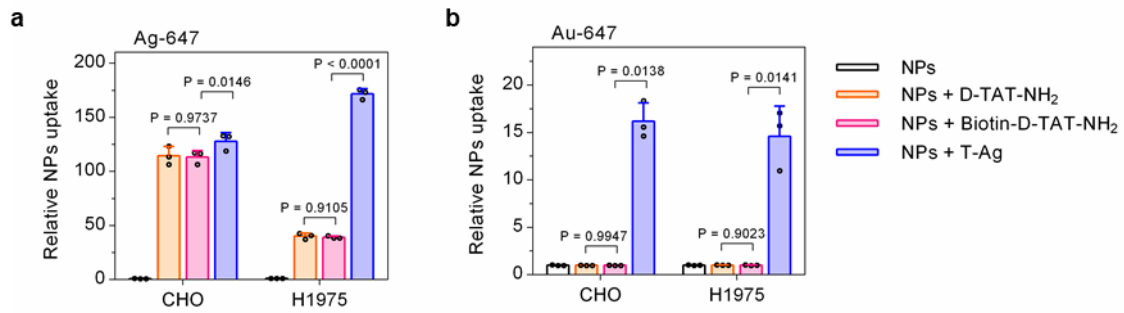 a
Ag-647
Relative NPs uptake
200
150
100
50
0
P = 0.9737
P = 0.0146
P = 0.9105
P < 0.0001
CHO
H1975
b
Au-647
Relative NPs uptake
20
15
10
5
0
P = 0.9947
P = 0.0138
P = 0.9023
P = 0.0141
CHO
H1975
NPs
NPs + D-TAT-NH₂
NPs + Biotin-D-TAT-NH₂
NPs + T-Ag